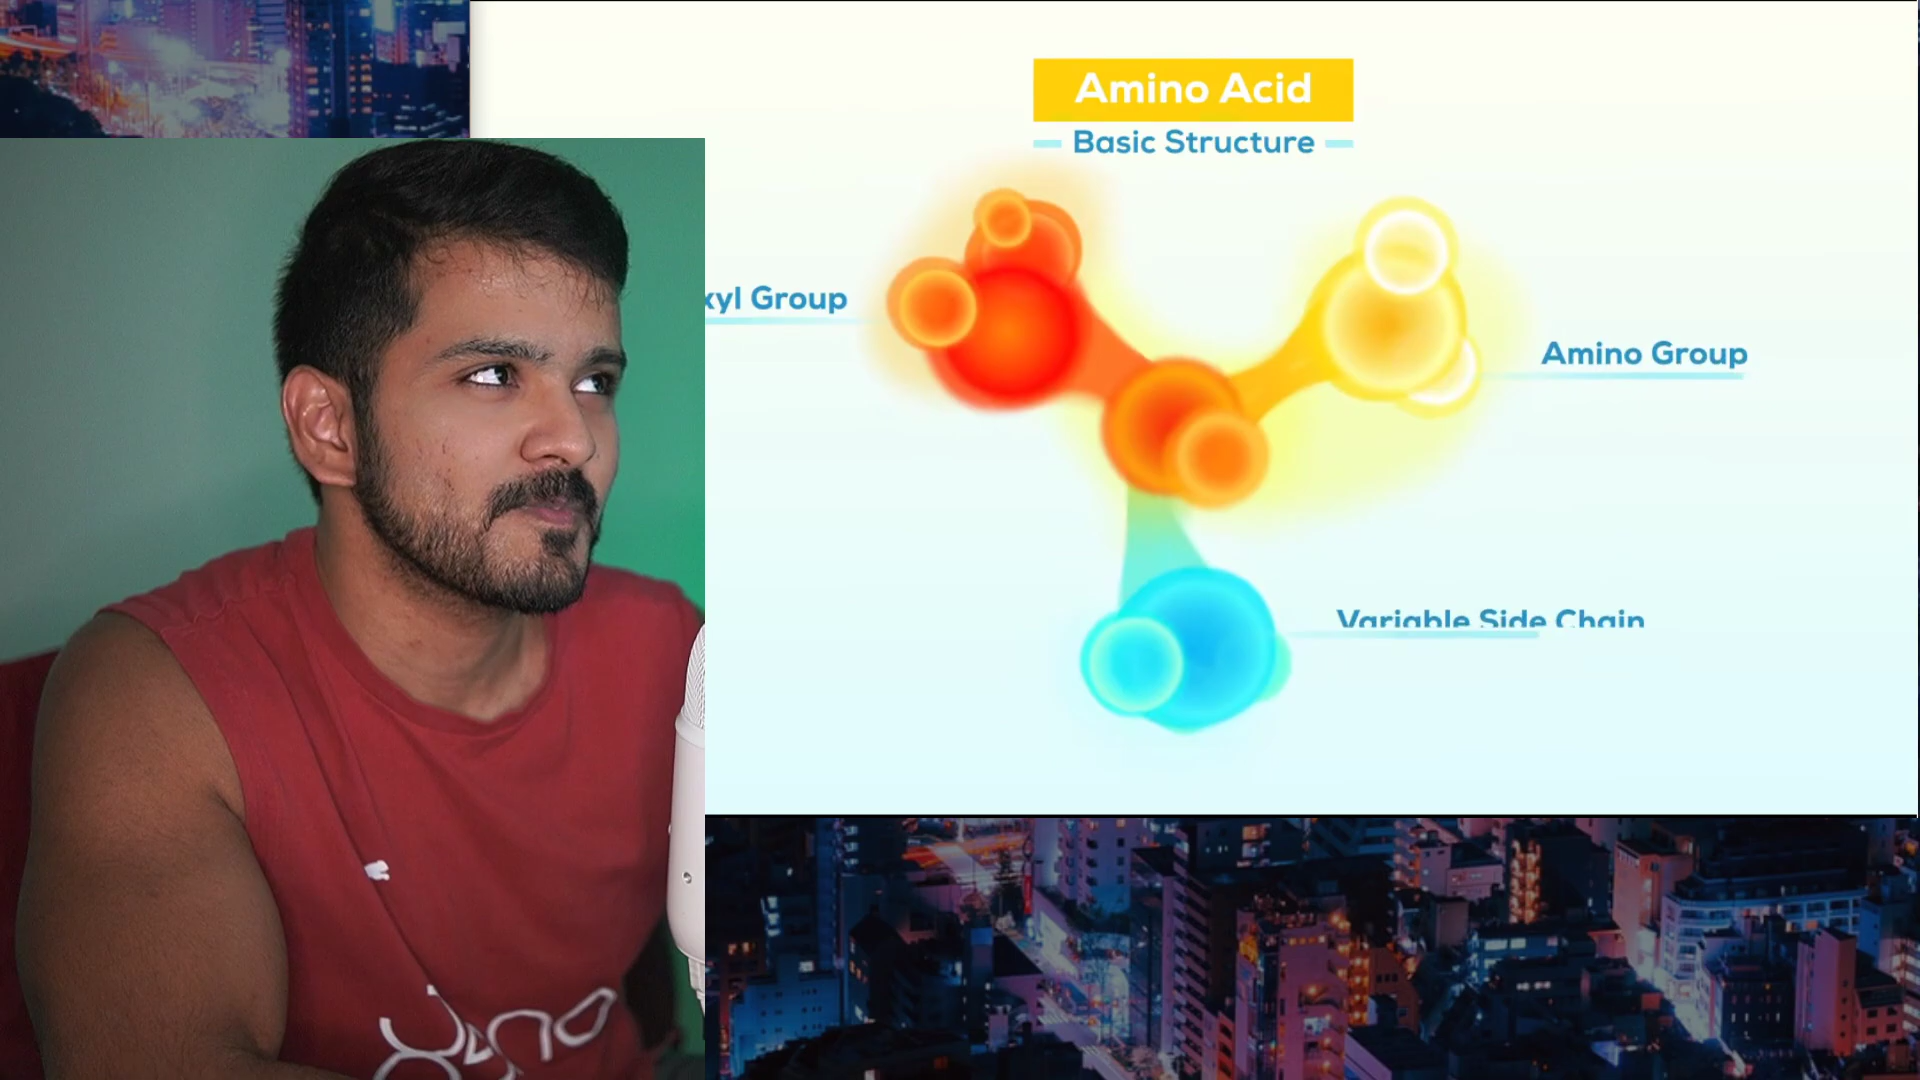 Amino Acid
Basic Structure
xyl Group
Amino Group
Variable Side Chain